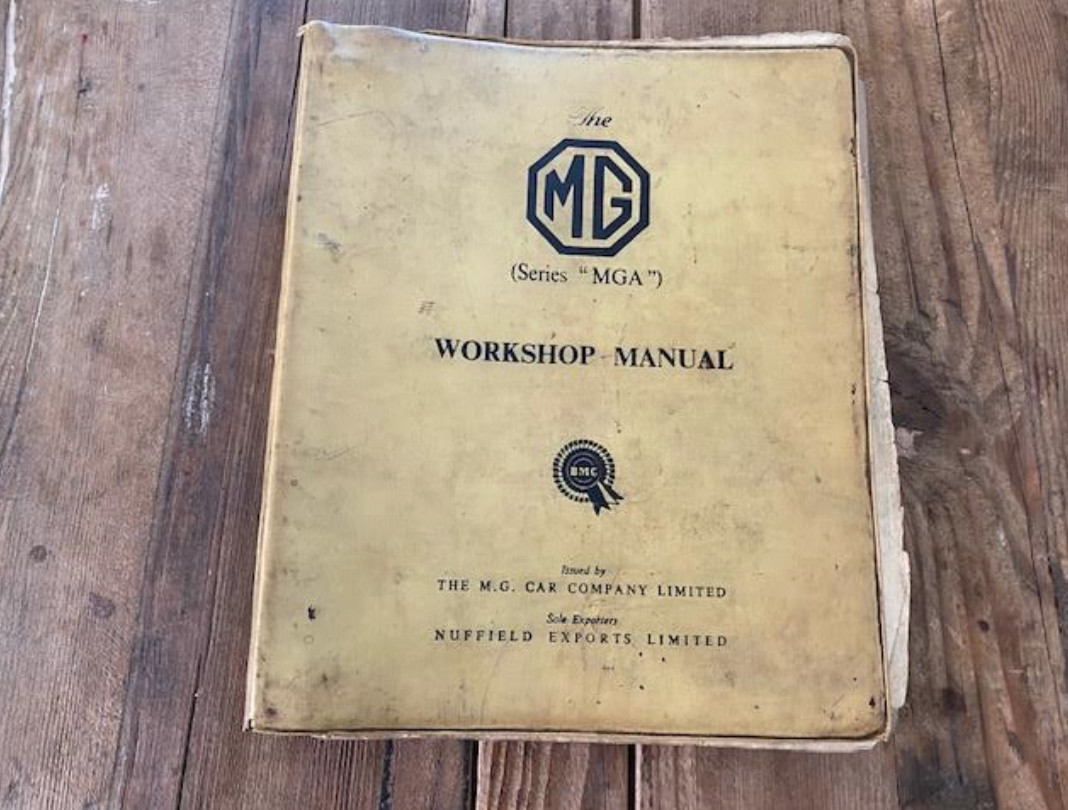 The
MG
(Series “MGA”)
WORKSHOP MANUAL
BMC
Issued by
THE M.G. CAR COMPANY LIMITED
Sole Exporters
NUFFIELD EXPORTS LIMITED